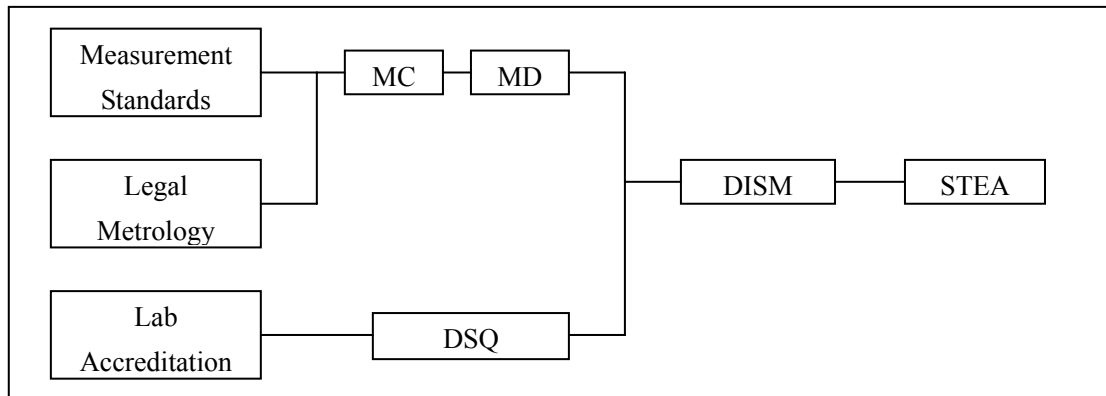 Measurement
Standards
MC
MD
Legal
Metrology
DISM
STEA
Lab
Accreditation
DSQ